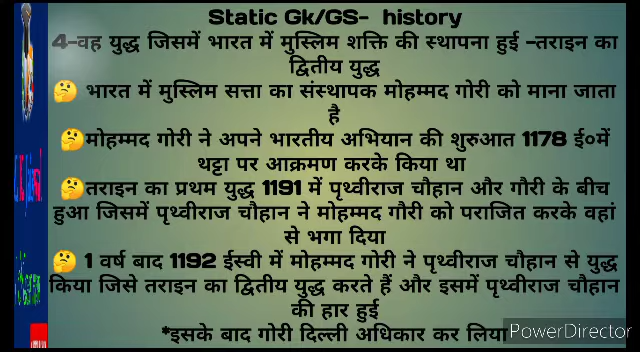 Static Gk/GS- history
4-वह युद्ध जिसमें भारत में मुस्लिम शक्ति की स्थापना हुई -तराइन का
द्वितीय युद्ध
🤔 भारत में मुस्लिम सत्ता का संस्थापक मोहम्मद गोरी को माना जाता
है
🤔मोहम्मद गोरी ने अपने भारतीय अभियान की शुरुआत 1178 ई०में
थट्टा पर आक्रमण करके किया था
🤔तराइन का प्रथम युद्ध 1191 में पृथ्वीराज चौहान और गौरी के बीच
हुआ जिसमें पृथ्वीराज चौहान ने मोहम्मद गौरी को पराजित करके वहां
से भगा दिया
🤔 1 वर्ष बाद 1192 ईस्वी में मोहम्मद गोरी ने पृथ्वीराज चौहान से युद्ध
किया जिसे तराइन का द्वितीय युद्ध करते हैं और इसमें पृथ्वीराज चौहान
की हार हुई
*इसके बाद गोरी दिल्ली अधिकार कर लिया
PowerDirector